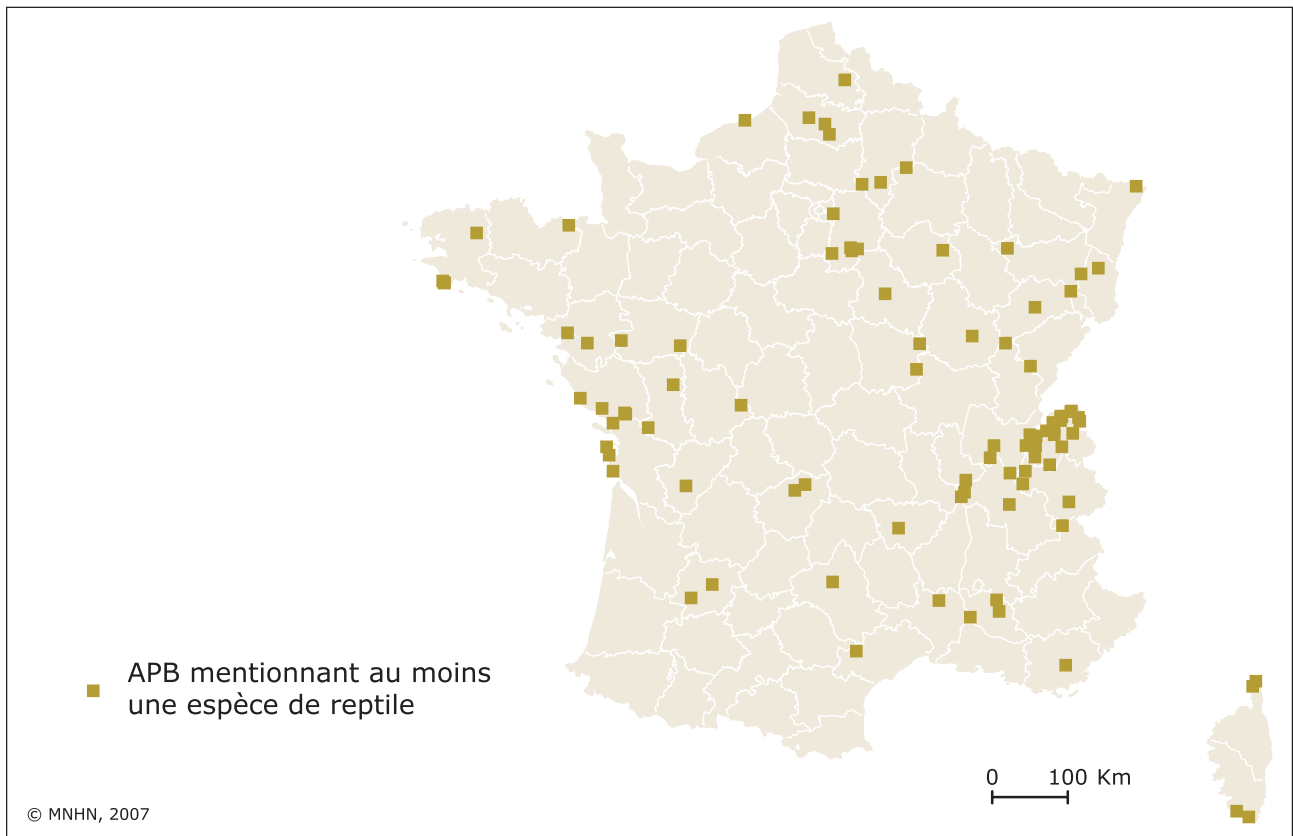 APB mentionnant au moins
une espèce de reptile
0 100 Km
© MNHN, 2007